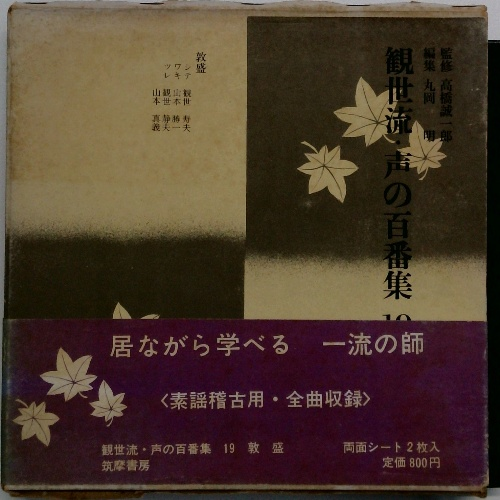 監修 高橋誠一郎
編集 丸岡 明
観世流・声の百番集 19
敦盛
シテ 観世 寿夫
ワキ 山本 勝一
ツレ 観世 静夫
山本 真義
居ながら学べる 一流の師
〈素謡稽古用・全曲収録〉
観世流・声の百番集 19 敦盛 両面シート2枚入
筑摩書房 定価800円